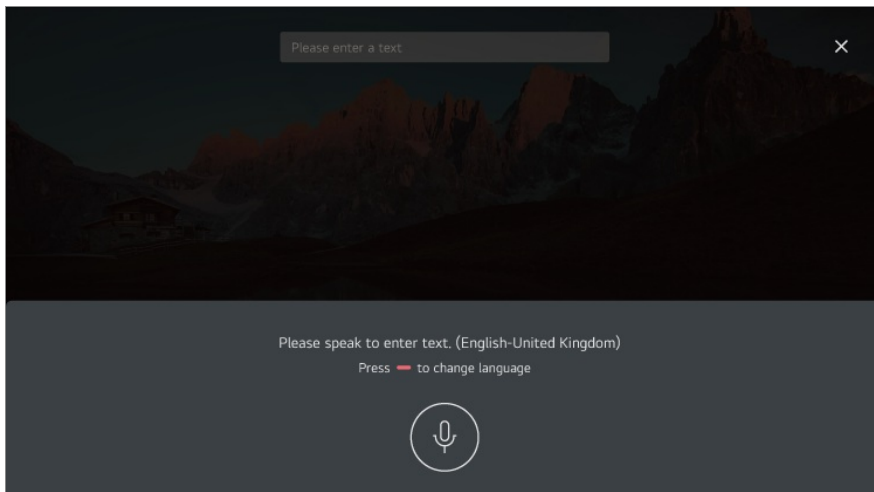 Please enter a text
Please speak to enter text. (English-United Kingdom)
Press to change language